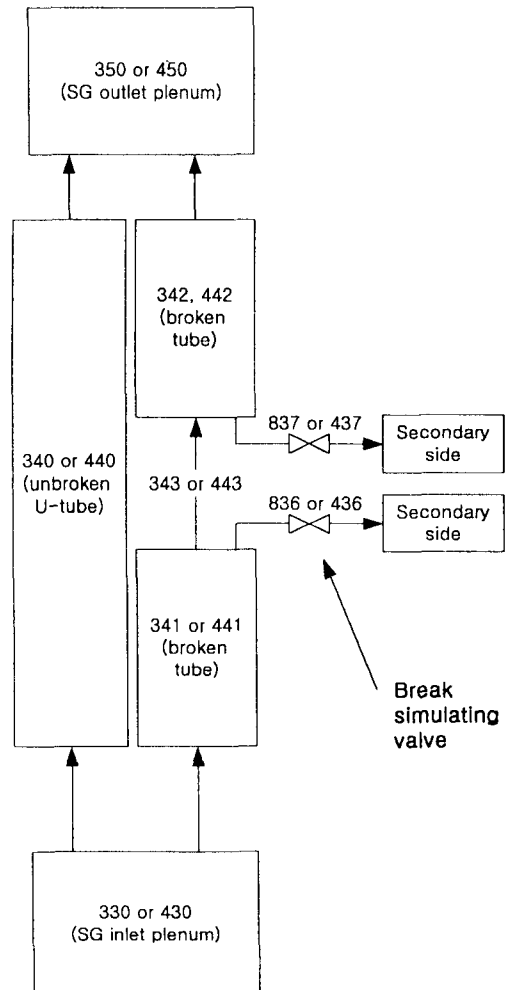 350 or 450
(SG outlet plenum)
342, 442
(broken
tube)
837 or 437
Secondary
side
340 or 440
(unbroken
U-tube)
343 or 443
836 or 436
Secondary
side
341 or 441
(broken
tube)
Break
simulating
valve
330 or 430
(SG inlet plenum)